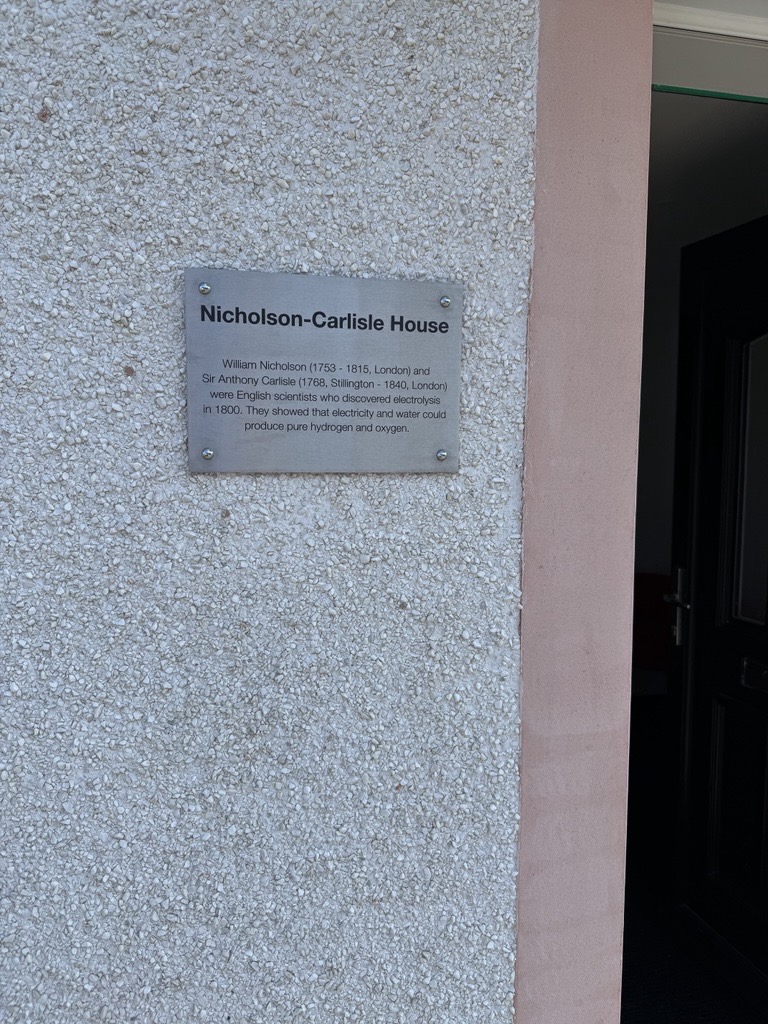 Nicholson-Carlisle House
William Nicholson (1753 - 1815, London) and
Sir Anthony Carlisle (1768, Stillington - 1840, London)
were English scientists who discovered electrolysis
in 1800. They showed that electricity and water could
produce pure hydrogen and oxygen.